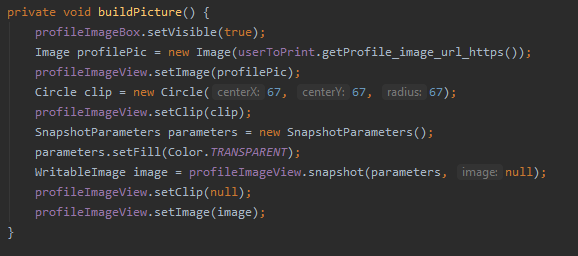 private void buildPicture() {
profileImageBox.setVisible(true);
Image profilePic = new Image(userToPrint.getProfile_image_url_https());
profileImageView.setImage(profilePic);
Circle clip = new Circle( centerX: 67, centerY: 67, radius: 67);
profileImageView.setClip(clip);
SnapshotParameters parameters = new SnapshotParameters();
parameters.setFill(Color.TRANSPARENT);
WritableImage image = profileImageView.snapshot(parameters, image: null);
profileImageView.setClip(null);
profileImageView.setImage(image);
}